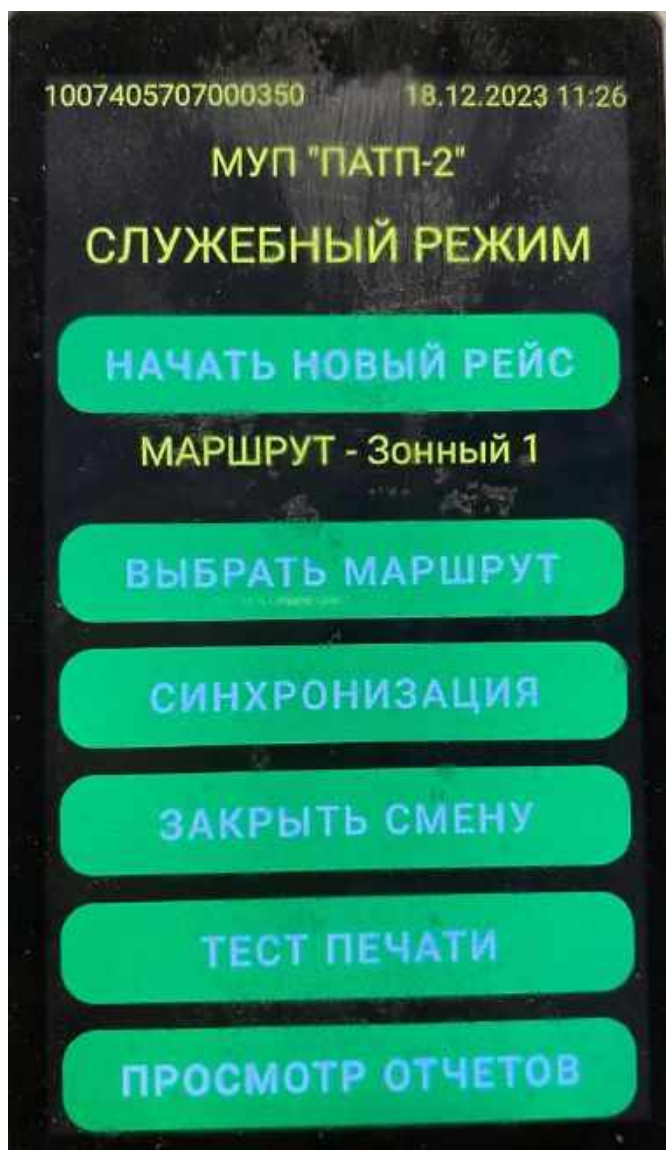 1007405707000350 18.12.2023 11:26
МУП "ПАТП-2"
СЛУЖЕБНЫЙ РЕЖИМ
НАЧАТЬ НОВЫЙ РЕЙС
МАРШРУТ - Зонный 1
ВЫБРАТЬ МАРШРУТ
СИНХРОНИЗАЦИЯ
ЗАКРЫТЬ СМЕНУ
ТЕСТ ПЕЧАТИ
ПРОСМОТР ОТЧЕТОВ